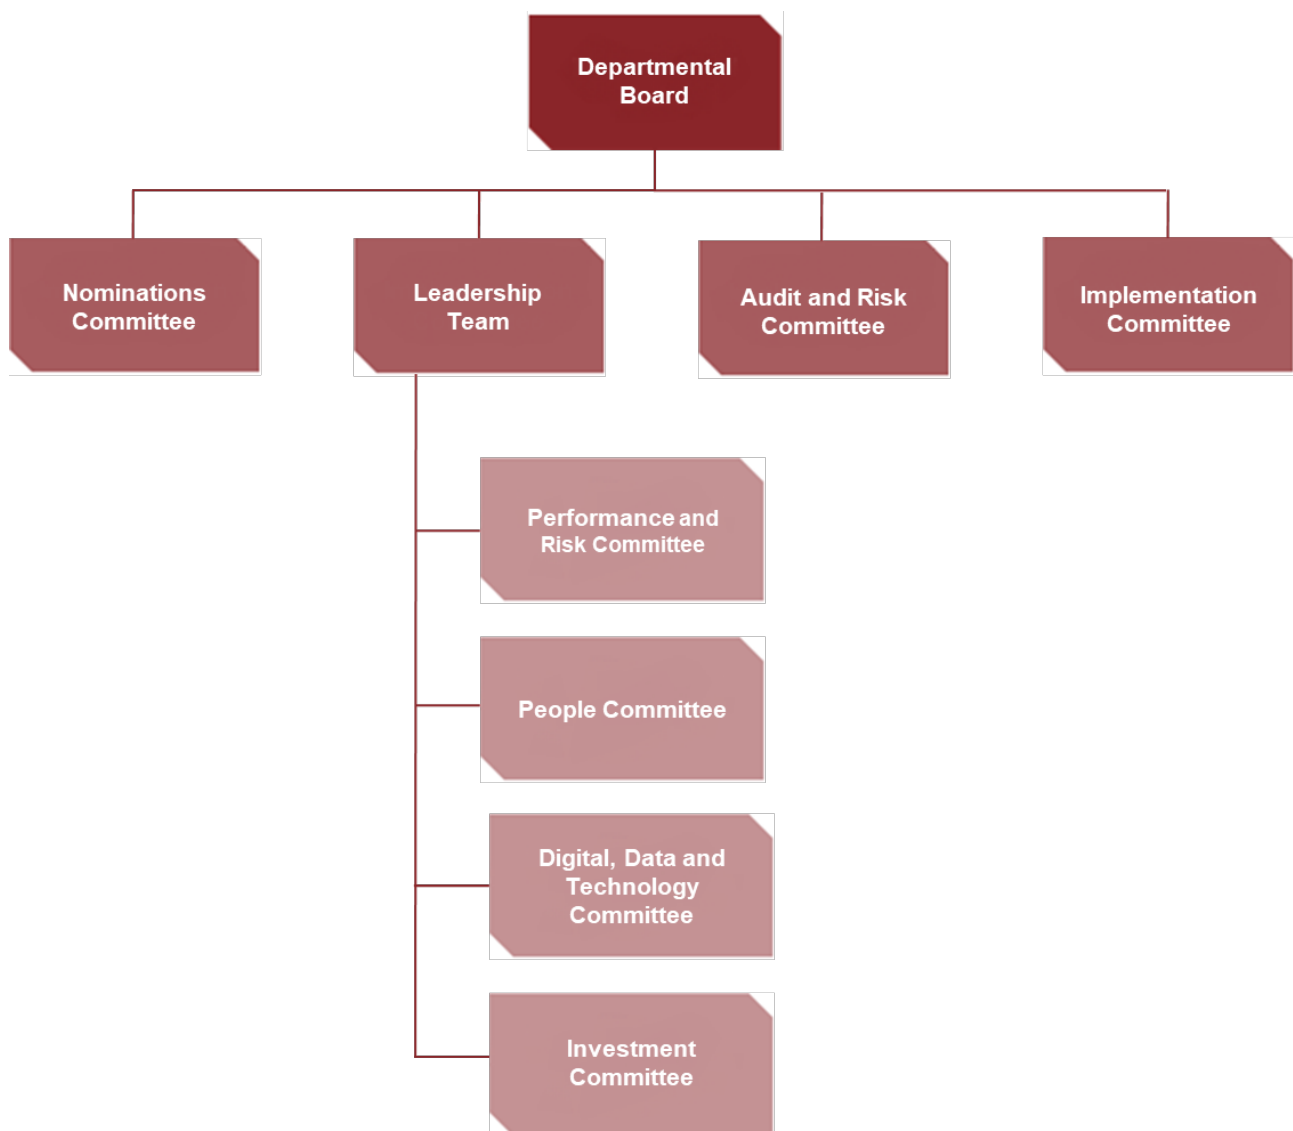 Departmental
Board
Nominations
Committee
Leadership
Team
Audit and Risk
Committee
Implementation
Committee
Performance and
Risk Committee
People Committee
Digital, Data and
Technology
Committee
Investment
Committee